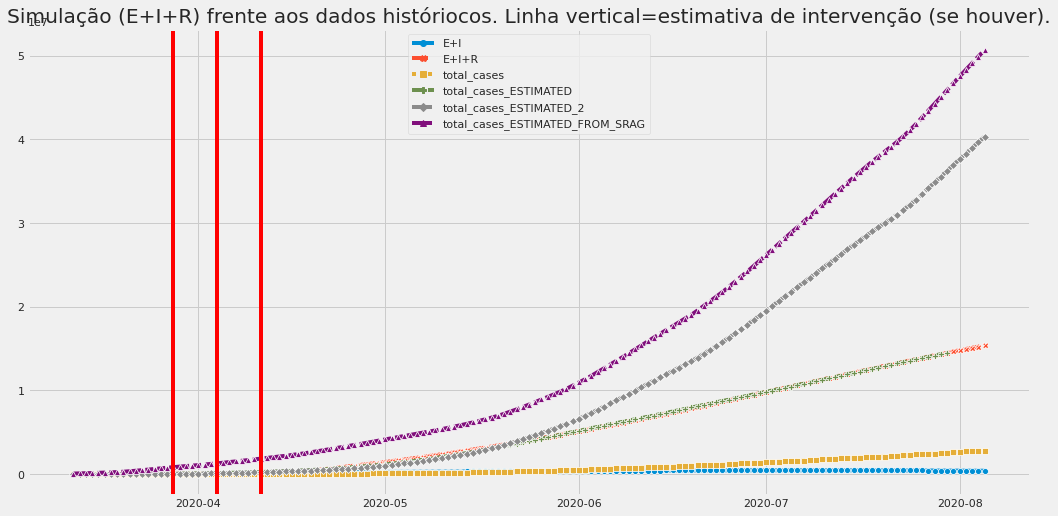 Simulação (E+I+R) frente aos dados históriocos. Linha vertical=estimativa de intervenção (se houver).
1e7
E+I
E+I+R
total_cases
total_cases_ESTIMATED
total_cases_ESTIMATED_2
total_cases_ESTIMATED_FROM_SRAG
5
4
3
2
1
0
2020-04
2020-05
2020-06
2020-07
2020-08